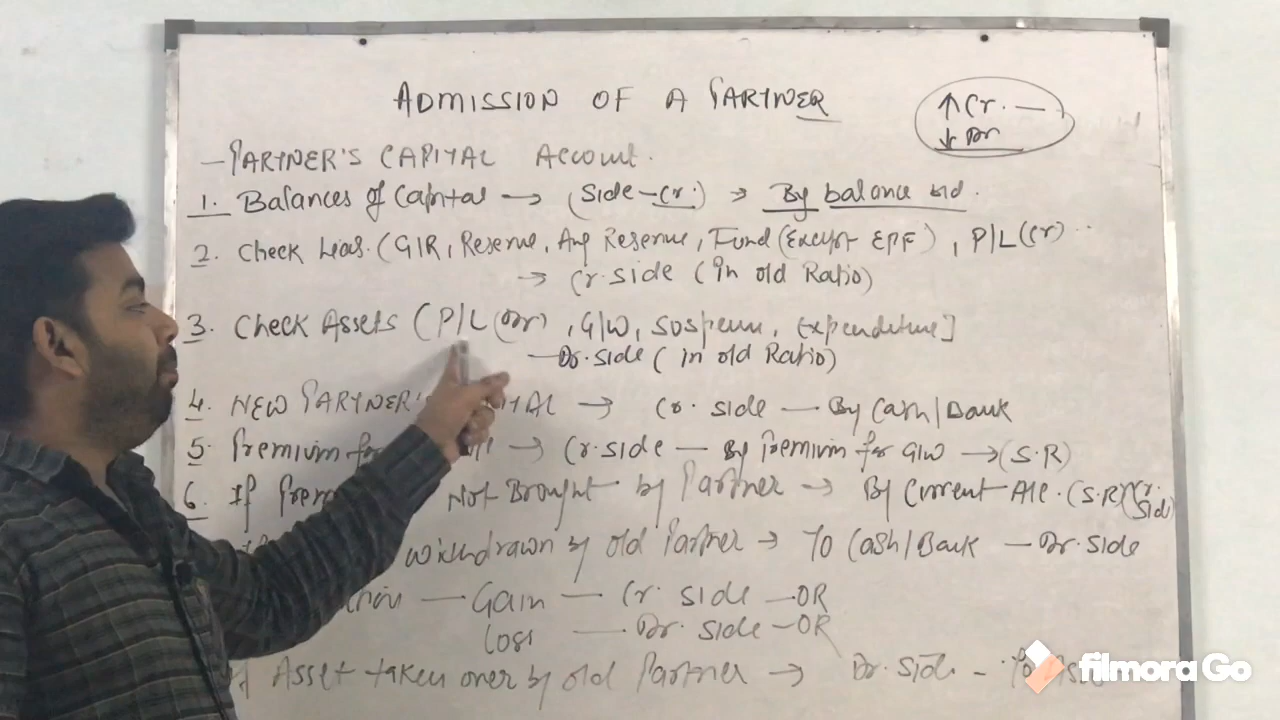 ADMISSION OF A PARTNER
↑ Cr. —
↓ Dr
— PARTNER'S CAPITAL Account.
1. Balances of Capital → (Side - Cr.) → By balance b/d.
2. Check Lias. (G/R, Reserve, Any Reserve, Fund (Except EPF), P/L (Cr) ..
→ Cr. side (In old Ratio)
3. Check Assets (P/L (Dr), G/W, Suspense, Expenditure]
— Dr. side (in old Ratio)
4. NEW PARTNER'S → Cr. side — By Cash/Bank
5. Premium for → Cr. side — By Premium for G/W → (S.R)
6. If Not Brought by Partner → By Current A/c. (S.R) (Cr. Side)
withdrawn by old Partner → To Cash/Bank — Dr. side
— Gain — Cr. side — OR
Loss — Dr. side — OR
Asset taken over by old Partner → Dr. side - To
filmora Go